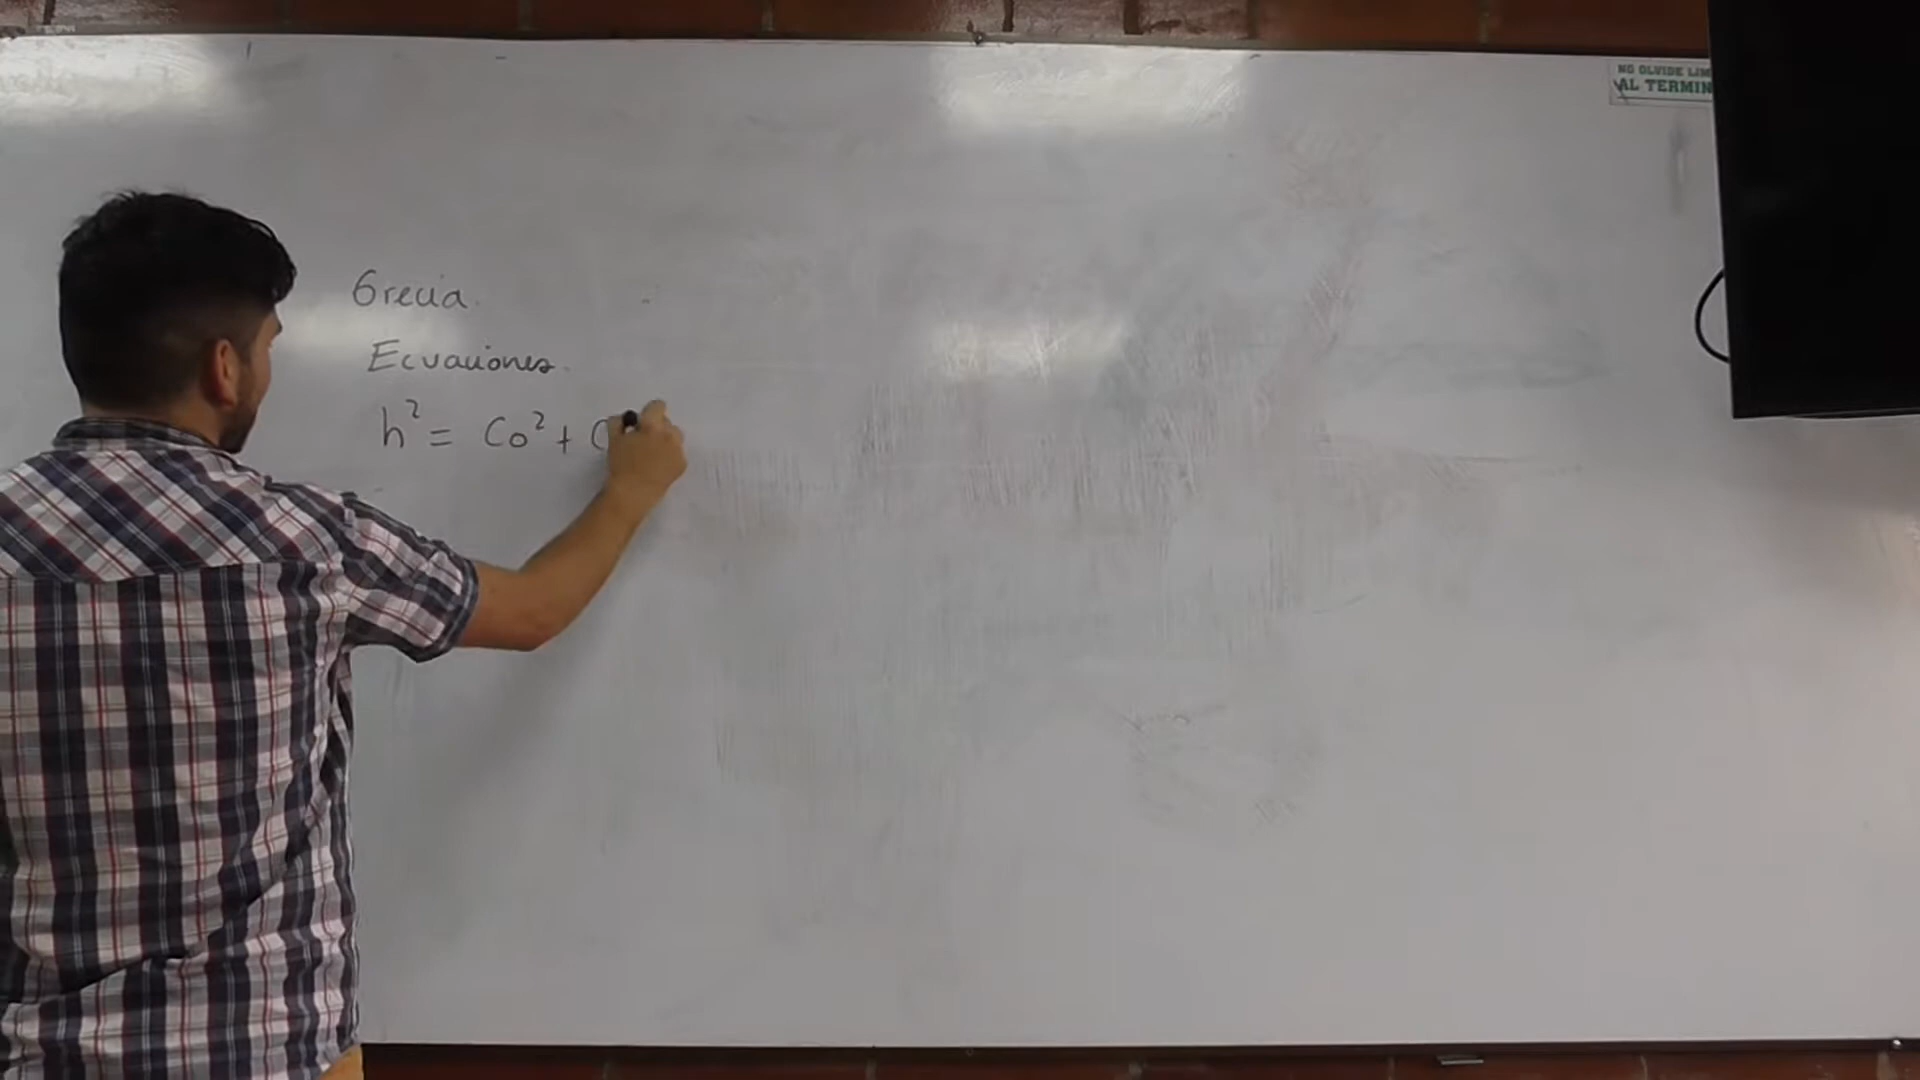 NO OLVIDE LIM
AL TERMIN
Grecia.
Ecuaciones.
h² = Co² + C